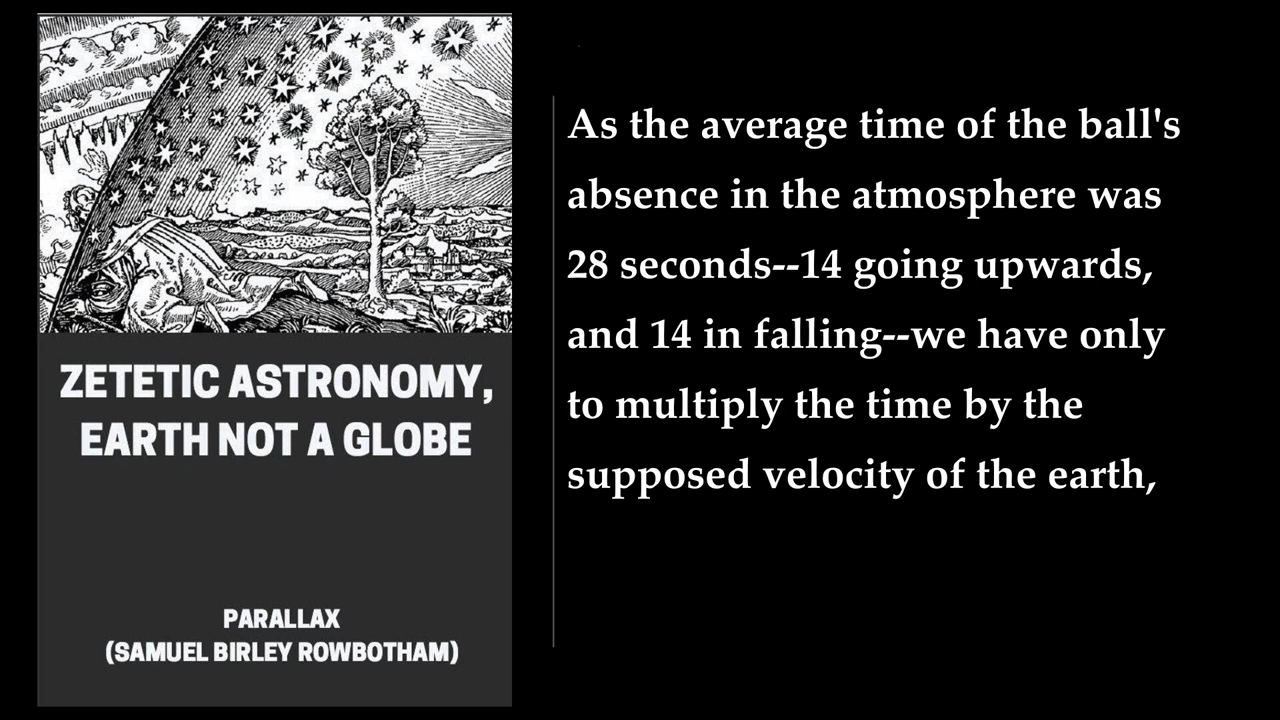 ZETETIC ASTRONOMY,
EARTH NOT A GLOBE
PARALLAX
(SAMUEL BIRLEY ROWBOTHAM)
As the average time of the ball's
absence in the atmosphere was
28 seconds--14 going upwards,
and 14 in falling--we have only
to multiply the time by the
supposed velocity of the earth,